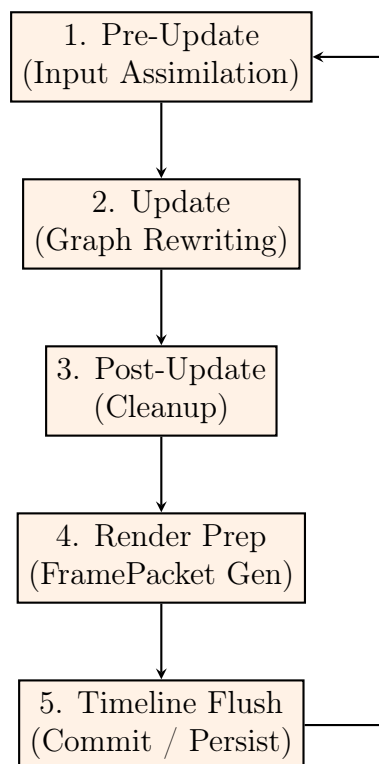 1. Pre-Update
(Input Assimilation)
2. Update
(Graph Rewriting)
3. Post-Update
(Cleanup)
4. Render Prep
(FramePacket Gen)
5. Timeline Flush
(Commit / Persist)